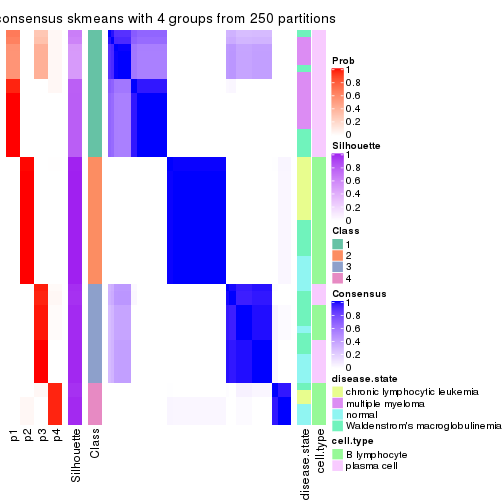 consensus skmeans with 4 groups from 250 partitions
Prob
1
0.8
0.6
0.4
0.2
0
Silhouette
1
0.8
0.6
0.4
0.2
0
Class
1
2
3
4
Consensus
1
0.8
0.6
0.4
0.2
0
disease.state
chronic lymphocytic leukemia
multiple myeloma
normal
Waldenstrom's macroglobulinemia
cell.type
B lymphocyte
plasma cell
p1
p2
p3
p4
Silhouette
Class
disease.state
cell.type